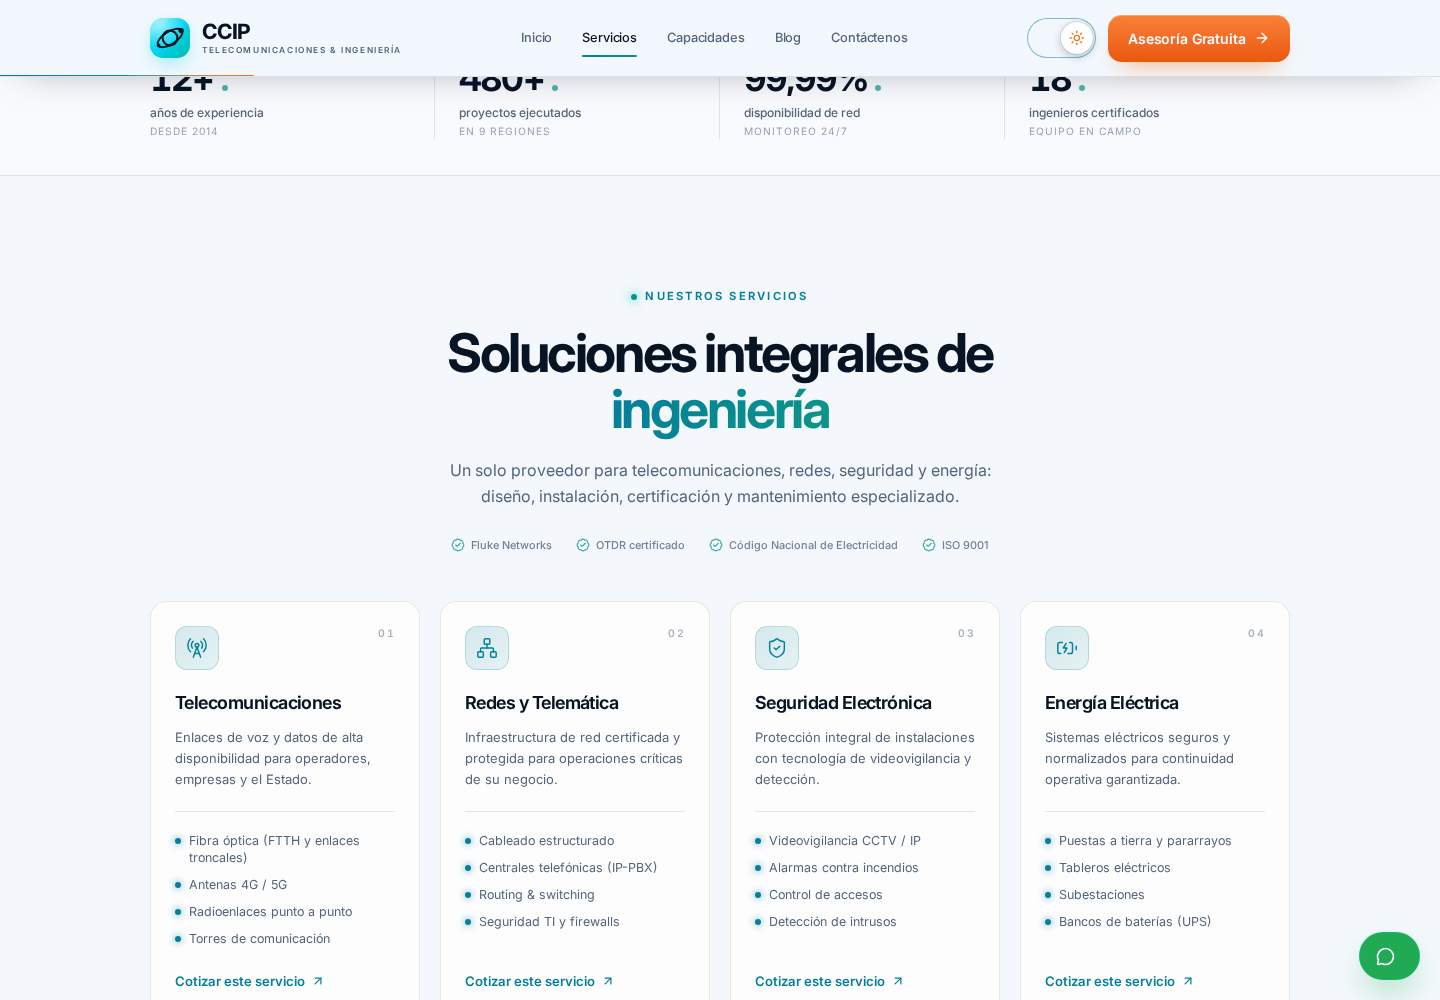 CCIP
TELECOMUNICACIONES & INGENIERÍA
Inicio
Servicios
Capacidades
Blog
Contáctenos
Asesoría Gratuita
12+.
480+.
99,99%.
18.
años de experiencia
proyectos ejecutados
disponibilidad de red
ingenieros certificados
DESDE 2014
EN 9 REGIONES
MONITOREO 24/7
EQUIPO EN CAMPO
NUESTROS SERVICIOS
Soluciones integrales de
ingeniería
Un solo proveedor para telecomunicaciones, redes, seguridad y energía:
diseño, instalación, certificación y mantenimiento especializado.
Fluke Networks
OTDR certificado
Código Nacional de Electricidad
ISO 9001
01
Telecomunicaciones
Enlaces de voz y datos de alta
disponibilidad para operadores,
empresas y el Estado.
Fibra óptica (FTTH y enlaces
troncales)
Antenas 4G / 5G
Radioenlaces punto a punto
Torres de comunicación
Cotizar este servicio
02
Redes y Telemática
Infraestructura de red certificada y
protegida para operaciones críticas
de su negocio.
Cableado estructurado
Centrales telefónicas (IP-PBX)
Routing & switching
Seguridad TI y firewalls
Cotizar este servicio
03
Seguridad Electrónica
Protección integral de instalaciones
con tecnología de videovigilancia y
detección.
Videovigilancia CCTV / IP
Alarmas contra incendios
Control de accesos
Detección de intrusos
Cotizar este servicio
04
Energía Eléctrica
Sistemas eléctricos seguros y
normalizados para continuidad
operativa garantizada.
Puestas a tierra y pararrayos
Tableros eléctricos
Subestaciones
Bancos de baterías (UPS)
Cotizar este servicio